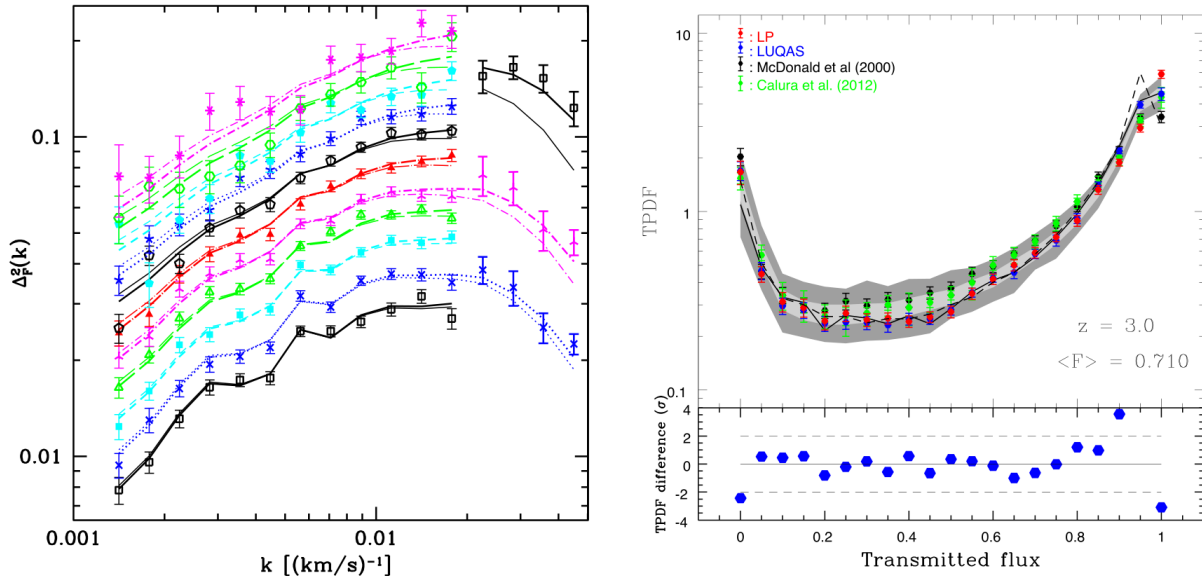 0.1
0.01
Δ²F(k)
0.001
0.01
k [(km/s)⁻¹]
10
1
0.1
TPDF
: LP
: LUQAS
: McDonald et al (2000)
: Calura et al. (2012)
z = 3.0
<F> = 0.710
4
2
0
-2
-4
TPDF difference (σ)
0
0.2
0.4
0.6
0.8
1
Transmitted flux